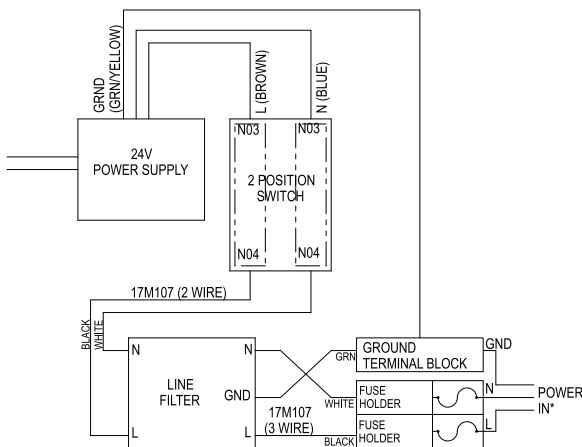 GRND
(GRN/YELLOW)
L (BROWN)
N (BLUE)
24V
POWER SUPPLY
N03
N03
2 POSITION
SWITCH
N04
N04
17M107 (2 WIRE)
BLACK
WHITE
N
N
LINE
FILTER
GND
L
L
GRN
GROUND
TERMINAL BLOCK
GND
WHITE
FUSE
HOLDER
N
POWER
IN*
17M107
(3 WIRE)
BLACK
FUSE
HOLDER
L